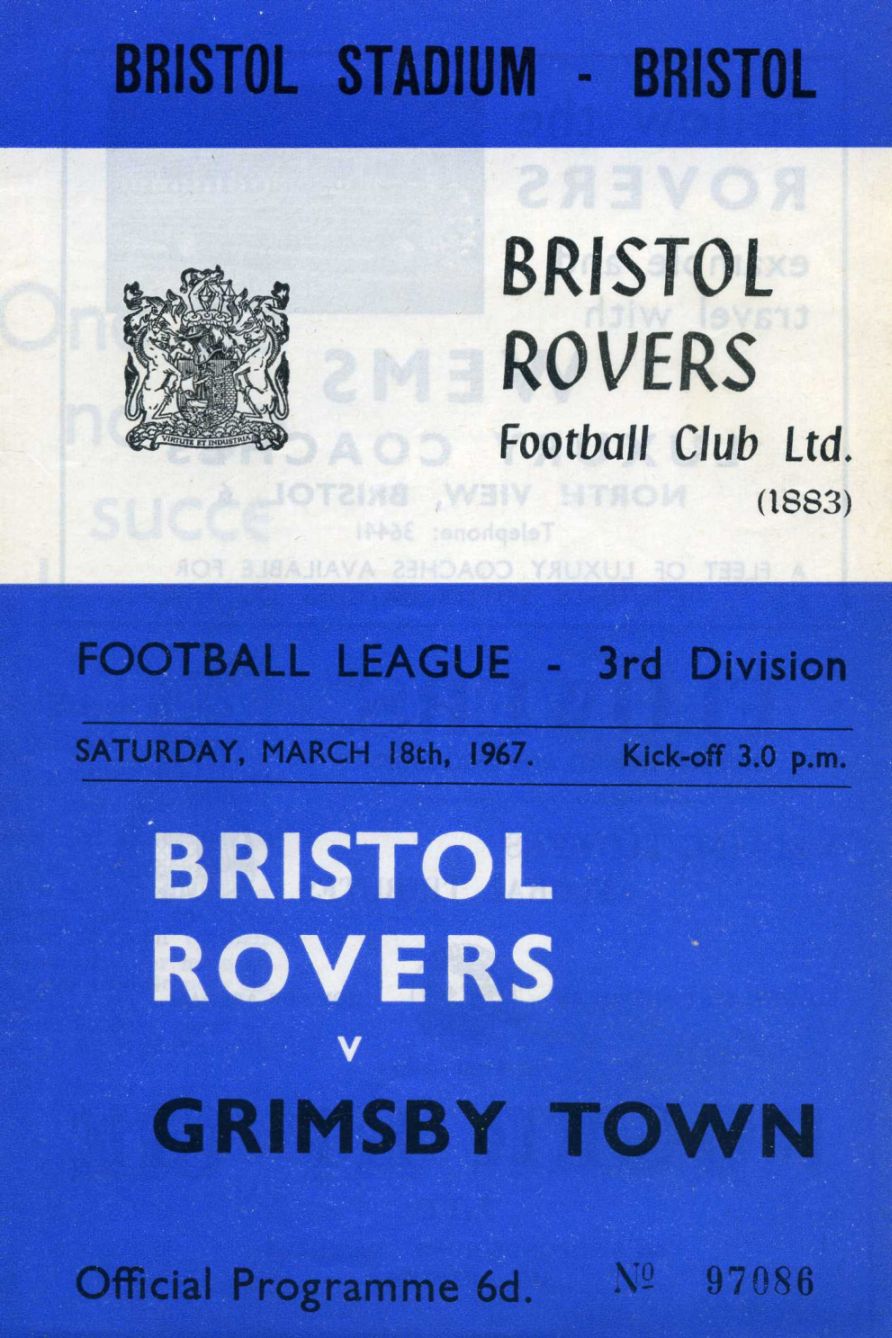 BRISTOL STADIUM - BRISTOL
BRISTOL
ROVERS
Football Club Ltd.
(1883)
VIRTUTE ET INDUSTRIA
FOOTBALL LEAGUE - 3rd Division
SATURDAY, MARCH 18th, 1967. Kick-off 3.0 p.m.
BRISTOL
ROVERS
v
GRIMSBY TOWN
Official Programme 6d. Nº 97086